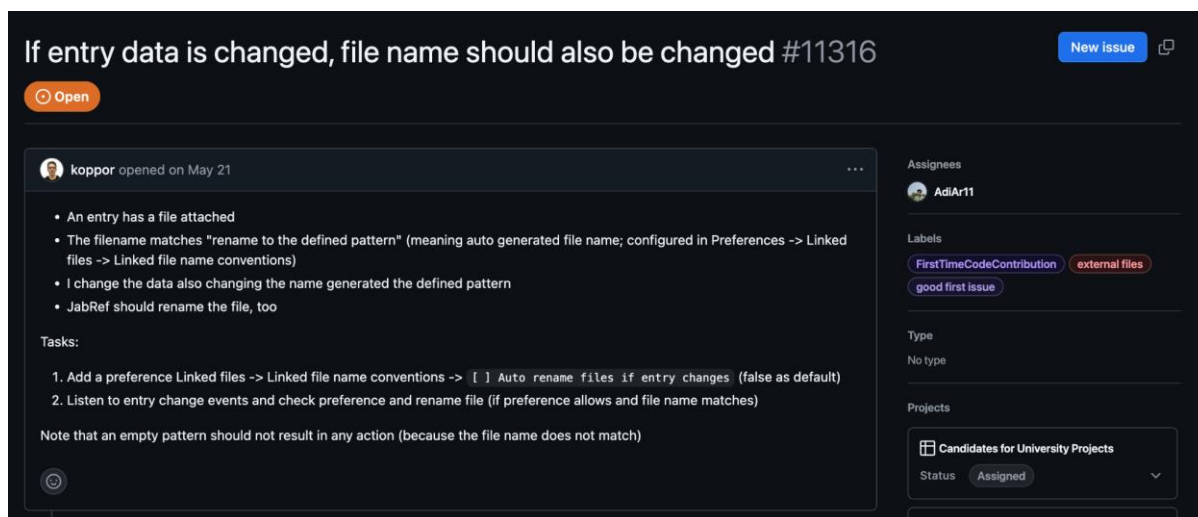 If entry data is changed, file name should also be changed #11316
New issue
Open
koppor opened on May 21
• An entry has a file attached
• The filename matches "rename to the defined pattern" (meaning auto generated file name; configured in Preferences -> Linked
files -> Linked file name conventions)
• I change the data also changing the name generated the defined pattern
• JabRef should rename the file, too
Tasks:
1. Add a preference Linked files -> Linked file name conventions -> [ ] Auto rename files if entry changes (false as default)
2. Listen to entry change events and check preference and rename file (if preference allows and file name matches)
Note that an empty pattern should not result in any action (because the file name does not match)
Assignees
AdiAr11
Labels
FirstTimeCodeContribution external files
good first issue
Type
No type
Projects
Candidates for University Projects
Status Assigned